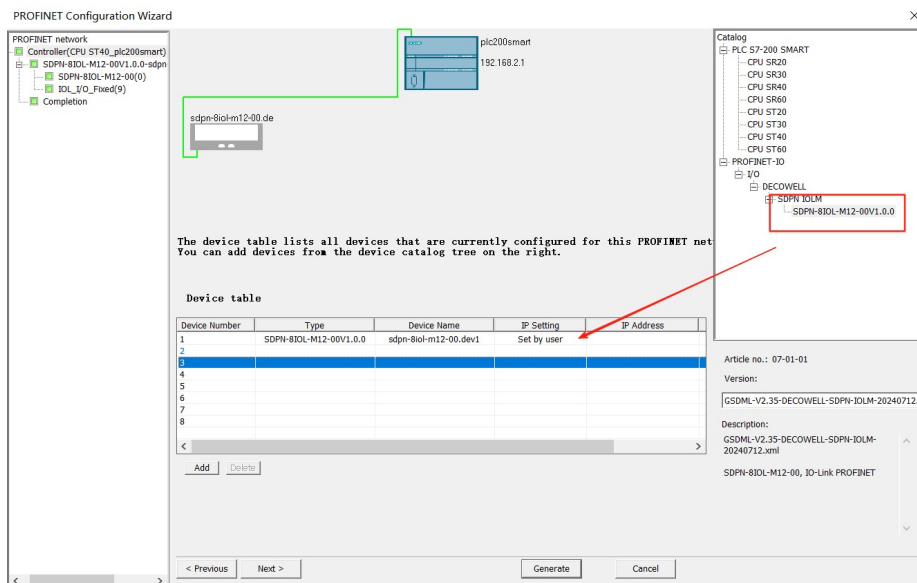 PROFINET Configuration Wizard
PROFINET network
Controller(CPU ST40_plc200smart)
SDPN-8IOL-M12-00V1.0.0-sdpn
SDPN-8IOL-M12-00(0)
IOL_I/O_Fixed(9)
Completion
plc200smart
192.168.2.1
sdpn-8iol-m12-00.de
The device table lists all devices that are currently configured for this PROFINET net
You can add devices from the device catalog tree on the right.
Device table
Device Number Type Device Name IP Setting IP Address
1 SDPN-8IOL-M12-00V1.0.0 sdpn-8iol-m12-00.dev1 Set by user
2
3
4
5
6
7
8
Add Delete
< Previous Next > Generate Cancel
Catalog
PLC S7-200 SMART
CPU SR20
CPU SR30
CPU SR40
CPU SR60
CPU ST20
CPU ST30
CPU ST40
CPU ST60
PROFINET-IO
I/O
DECOWELL
SDPN IOLM
SDPN-8IOL-M12-00V1.0.0
Article no.: 07-01-01
Version:
GSDML-V2.35-DECOWELL-SDPN-IOLM-20240712.
Description:
GSDML-V2.35-DECOWELL-SDPN-IOLM-
20240712.xml
SDPN-8IOL-M12-00, IO-Link PROFINET